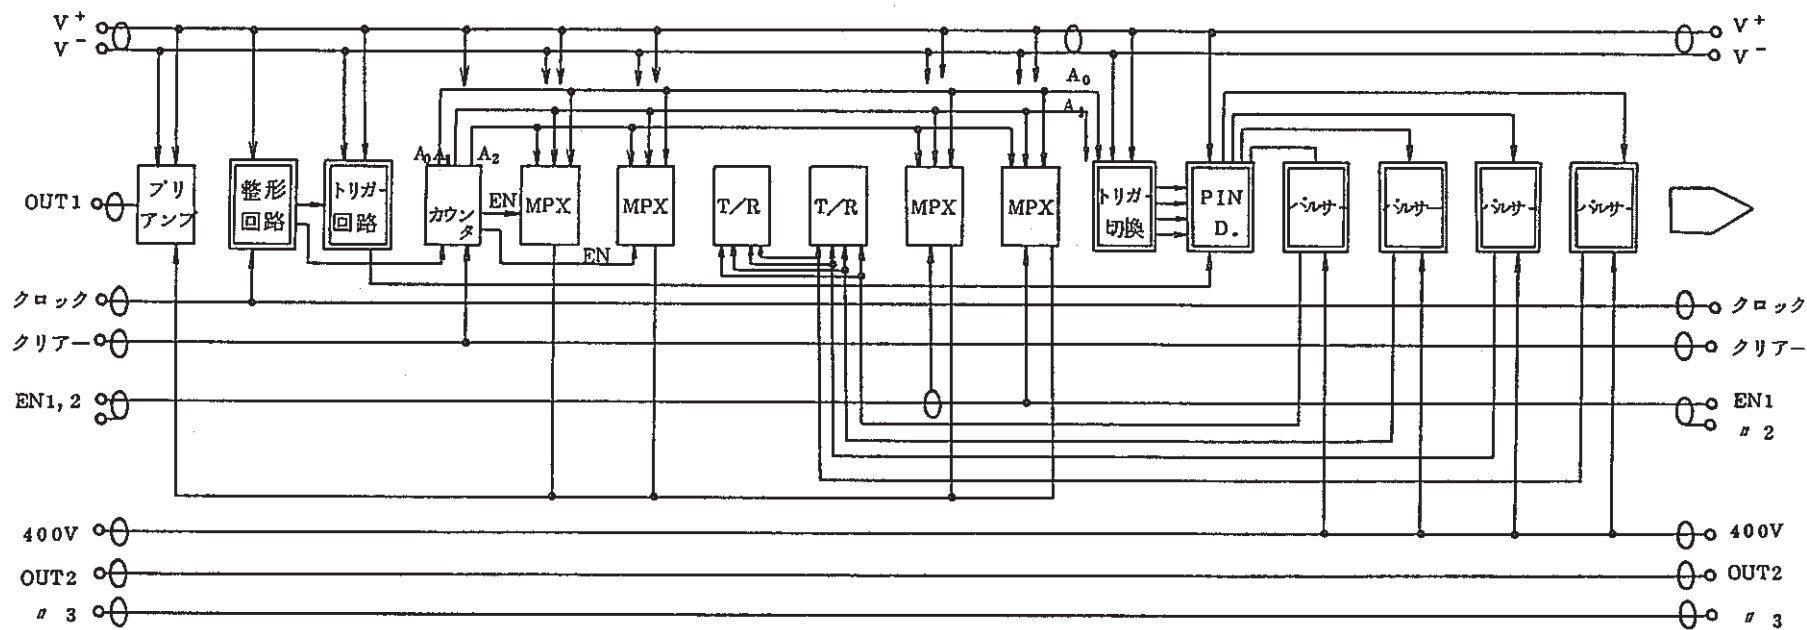 V+
V-
V+
V-
A0
A1
A0 A1
A2
OUT1
プリ
アンプ
整形
回路
トリガー
回路
カウン
タ
EN
EN
MPX
MPX
T/R
T/R
MPX
MPX
トリガー
切換
PIN
D.
パルサー
パルサー
パルサー
パルサー
クロック
クロック
クリアー
クリアー
EN1,2
EN1
〃 2
400V
400V
OUT2
OUT2
〃 3
〃 3